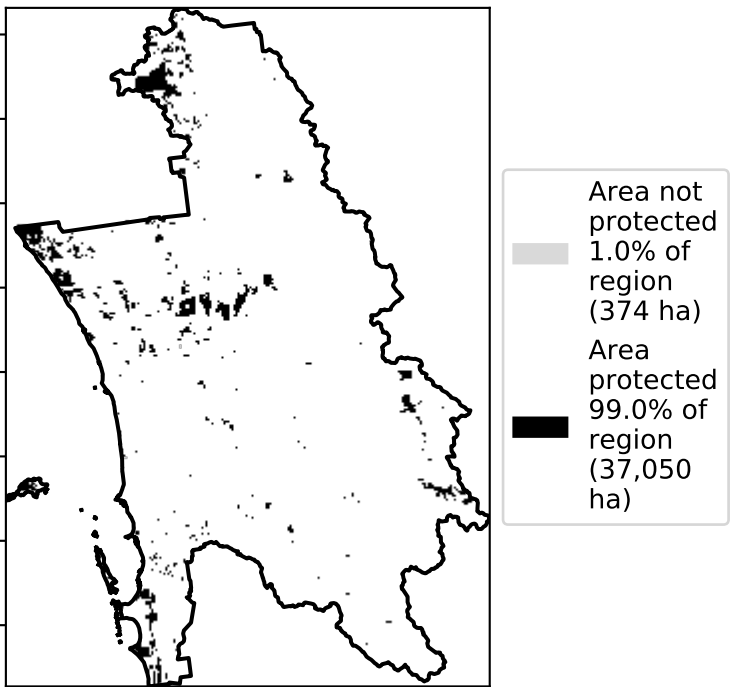 Area not
protected
1.0% of
region
(374 ha)
Area
protected
99.0% of
region
(37,050
ha)